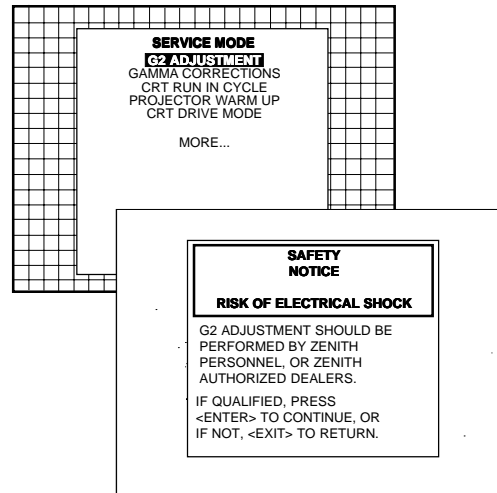 SERVICE MODE
G2 ADJUSTMENT
GAMMA CORRECTIONS
CRT RUN IN CYCLE
PROJECTOR WARM UP
CRT DRIVE MODE
MORE...
SAFETY
NOTICE
RISK OF ELECTRICAL SHOCK
G2 ADJUSTMENT SHOULD BE
PERFORMED BY ZENITH
PERSONNEL, OR ZENITH
AUTHORIZED DEALERS.
IF QUALIFIED, PRESS
<ENTER> TO CONTINUE, OR
IF NOT, <EXIT> TO RETURN.